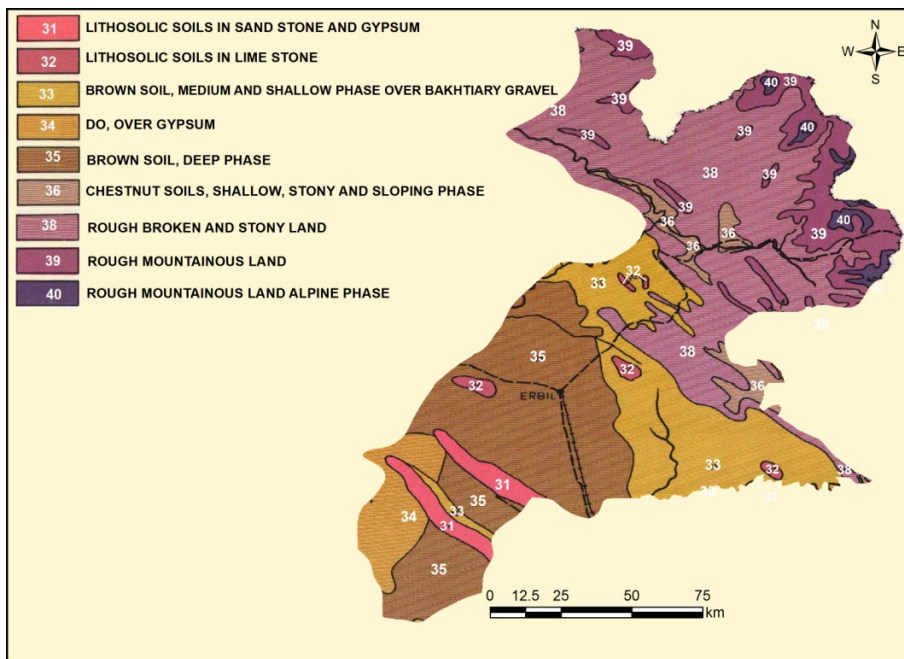 31 LITHOSOLIC SOILS IN SAND STONE AND GYPSUM
32 LITHOSOLIC SOILS IN LIME STONE
33 BROWN SOIL, MEDIUM AND SHALLOW PHASE OVER BAKHTIARY GRAVEL
34 DO, OVER GYPSUM
35 BROWN SOIL, DEEP PHASE
36 CHESTNUT SOILS, SHALLOW, STONY AND SLOPING PHASE
38 ROUGH BROKEN AND STONY LAND
39 ROUGH MOUNTAINOUS LAND
40 ROUGH MOUNTAINOUS LAND ALPINE PHASE
N
W E
S
39
40 39
38 39
39 39 40
38 39
39
36 36 40
39
36
32
33
38
35 38
32
32 36
ERBIL
33 32 38
33 32
31
35
34 33
31
35
0 12.5 25 50 75
km